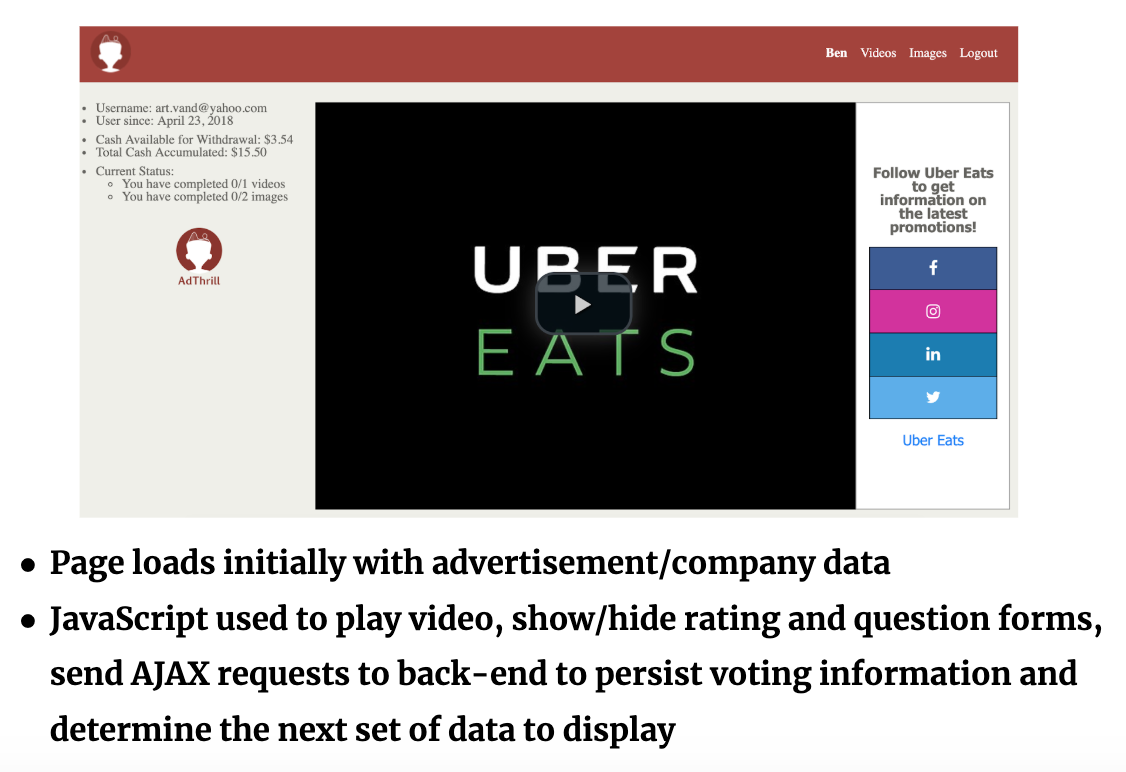 Ben Videos Images Logout
• Username: art.vand@yahoo.com
• User since: April 23, 2018
• Cash Available for Withdrawal: $3.54
• Total Cash Accumulated: $15.50
• Current Status:
◦ You have completed 0/1 videos
◦ You have completed 0/2 images
AdThrill
UBER
EATS
Follow Uber Eats
to get
information on
the latest
promotions!
f
in
Uber Eats
• Page loads initially with advertisement/company data
• JavaScript used to play video, show/hide rating and question forms,
send AJAX requests to back-end to persist voting information and
determine the next set of data to display